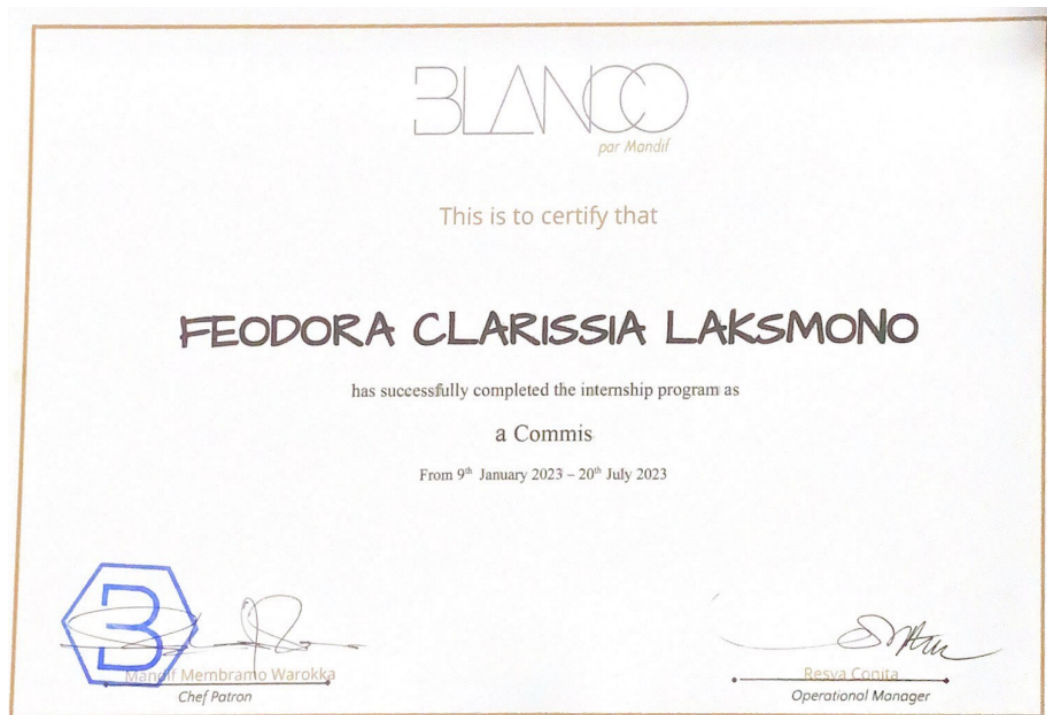 BLANCO
par Mandif
This is to certify that
FEODORA CLARISSIA LAKSMONO
has successfully completed the internship program as
a Commis
From 9th January 2023 – 20th July 2023
B
Mandif Membramo Warokka
Chef Patron
Resya Conita
Operational Manager